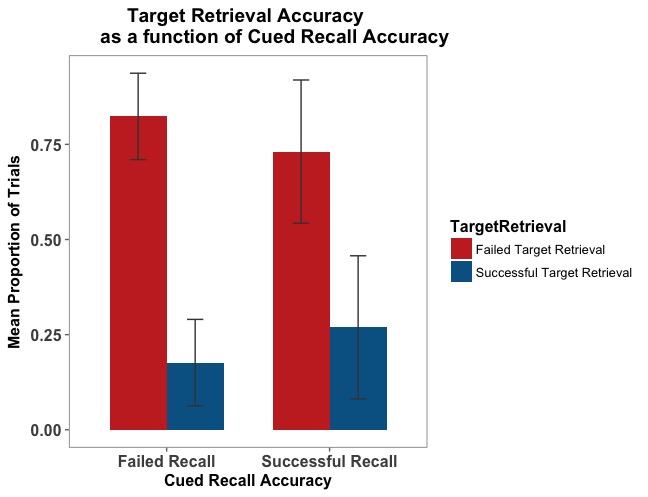 Target Retrieval Accuracy
as a function of Cued Recall Accuracy
Mean Proportion of Trials
0.75
0.50
0.25
0.00
Failed Recall
Successful Recall
Cued Recall Accuracy
TargetRetrieval
Failed Target Retrieval
Successful Target Retrieval